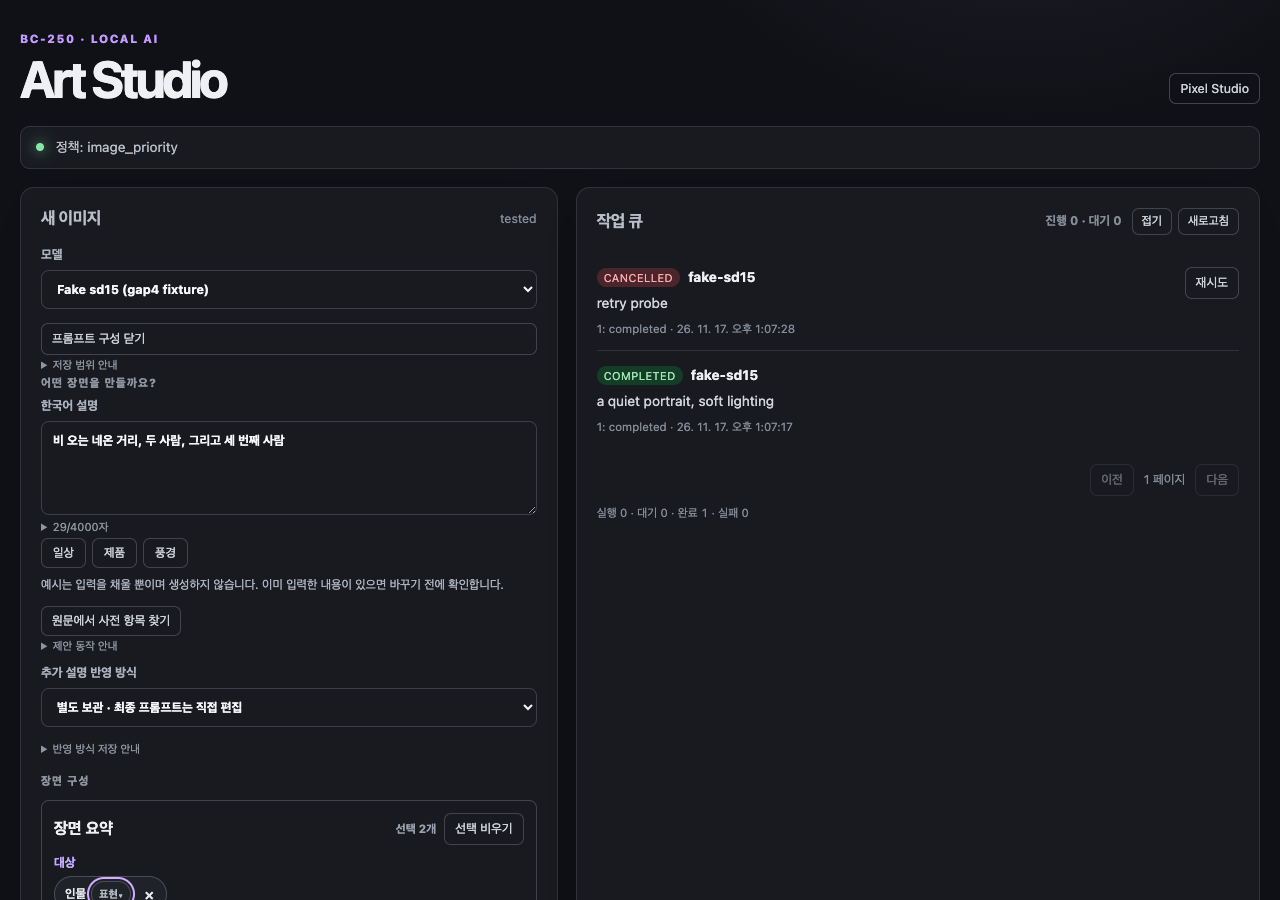 BC-250 · LOCAL AI
Art Studio
Pixel Studio
정책: image_priority
새 이미지
tested
모델
Fake sd15 (gap4 fixture)
프롬프트 구성 닫기
▶ 저장 범위 안내
어떤 장면을 만들까요?
한국어 설명
비 오는 네온 거리, 두 사람, 그리고 세 번째 사람
▶ 29/4000자
일상 제품 풍경
예시는 입력을 채울 뿐이며 생성하지 않습니다. 이미 입력한 내용이 있으면 바꾸기 전에 확인합니다.
원문에서 사전 항목 찾기
▶ 제안 동작 안내
추가 설명 반영 방식
별도 보관 · 최종 프롬프트는 직접 편집
▶ 반영 방식 저장 안내
장면 구성
장면 요약
선택 2개 선택 비우기
대상
인물 표현▾ ×
작업 큐
진행 0 · 대기 0 접기 새로고침
CANCELLED fake-sd15
재시도
retry probe
1: completed · 26. 11. 17. 오후 1:07:28
COMPLETED fake-sd15
a quiet portrait, soft lighting
1: completed · 26. 11. 17. 오후 1:07:17
이전 1 페이지 다음
실행 0 · 대기 0 · 완료 1 · 실패 0